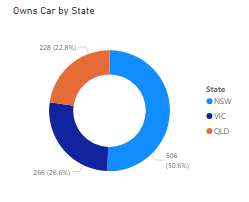 Owns Car by State
228 (22.8%)
State
NSW
VIC
QLD
506
(50.6%)
266 (26.6%)